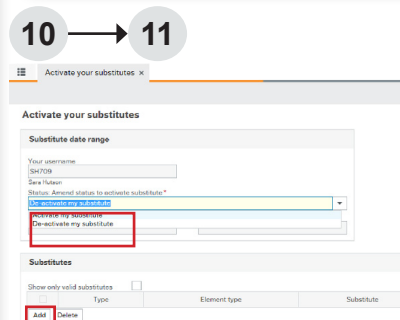 10 11
Activate your substitutes ×
Activate your substitutes
Substitute date range
Your username
SH709
Sara Hutson
Status: Amend status to activate substitute*
De-activate my substitute
Activate my substitute
De-activate my substitute
Substitutes
Show only valid substitutes
Type Element type Substitute
Add Delete